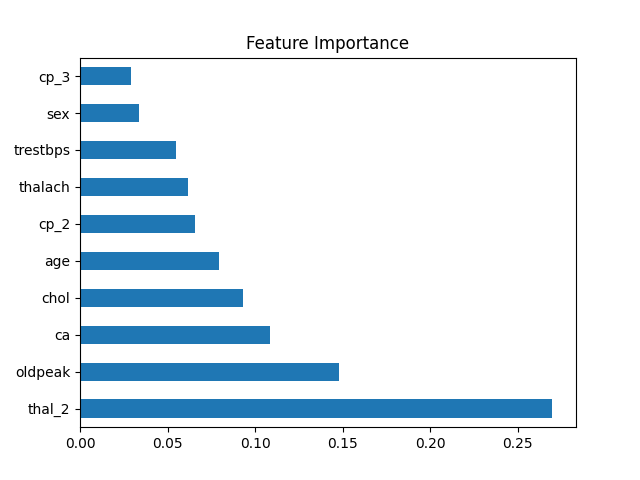 Feature Importance
cp_3
sex
trestbps
thalach
cp_2
age
chol
ca
oldpeak
thal_2
0.00 0.05 0.10 0.15 0.20 0.25